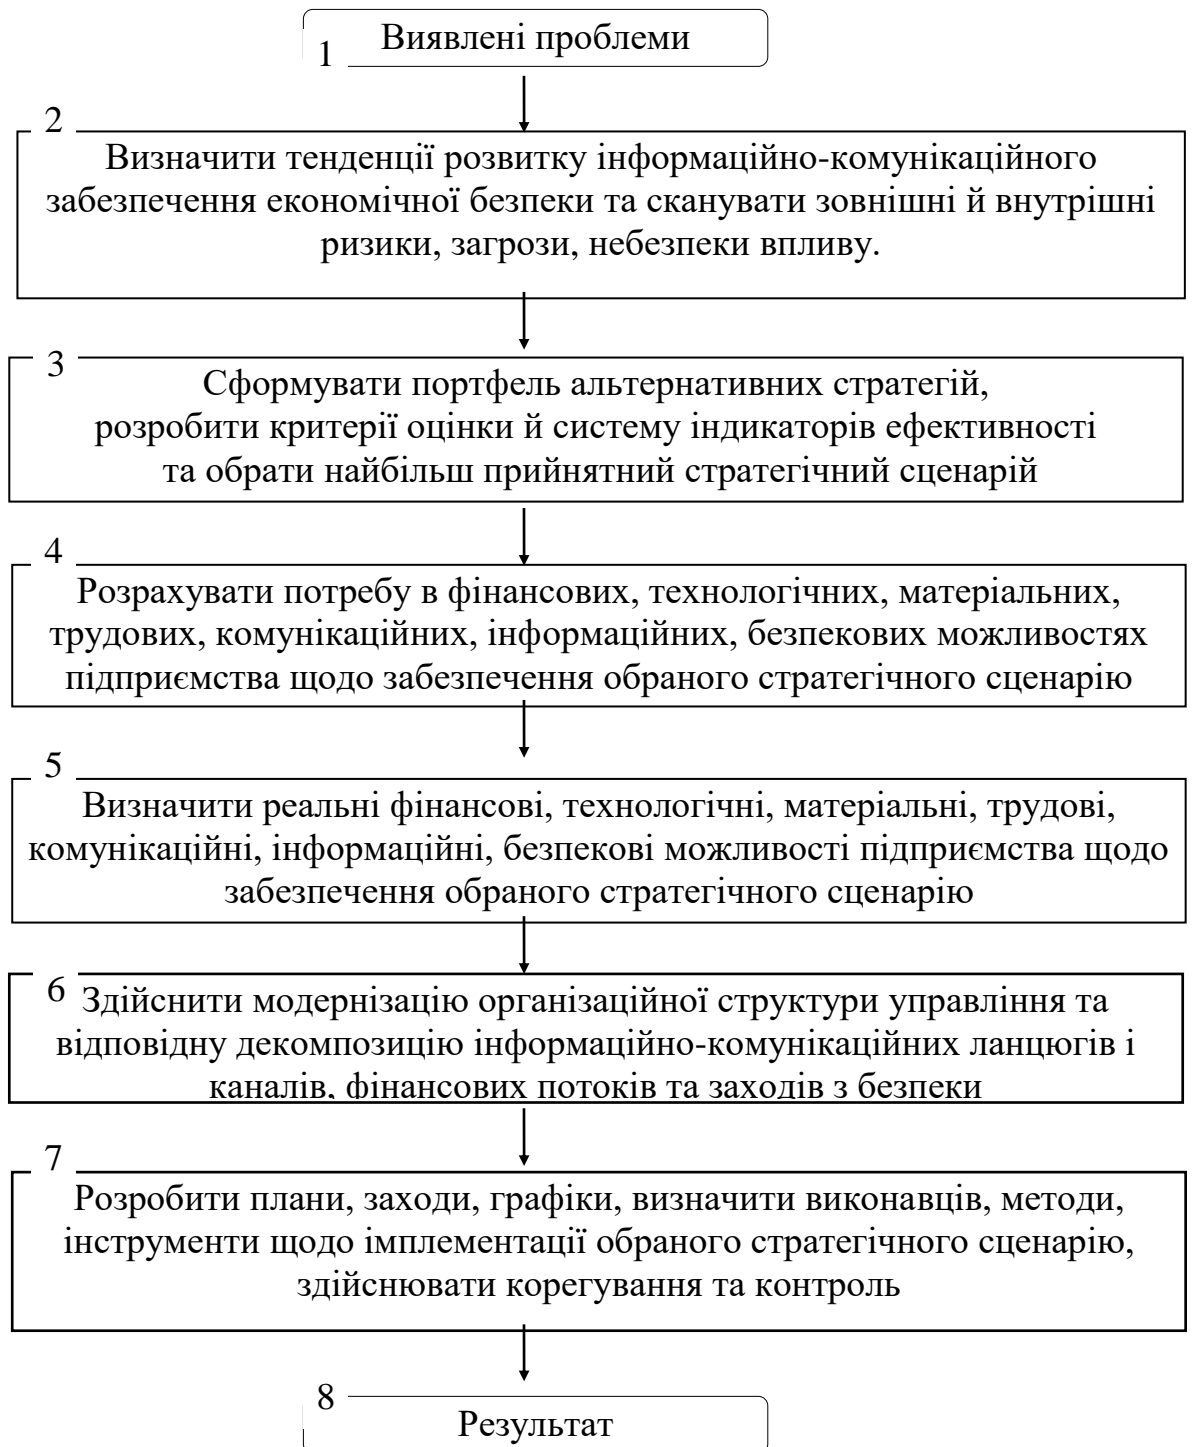 1
Виявлені проблеми
2
Визначити тенденції розвитку інформаційно-комунікаційного
забезпечення економічної безпеки та сканувати зовнішні й внутрішні
ризики, загрози, небезпеки впливу.
3
Сформувати портфель альтернативних стратегій,
розробити критерії оцінки й систему індикаторів ефективності
та обрати найбільш прийнятний стратегічний сценарій
4
Розрахувати потребу в фінансових, технологічних, матеріальних,
трудових, комунікаційних, інформаційних, безпекових можливостях
підприємства щодо забезпечення обраного стратегічного сценарію
5
Визначити реальні фінансові, технологічні, матеріальні, трудові,
комунікаційні, інформаційні, безпекові можливості підприємства щодо
забезпечення обраного стратегічного сценарію
6
Здійснити модернізацію організаційної структури управління та
відповідну декомпозицію інформаційно-комунікаційних ланцюгів і
каналів, фінансових потоків та заходів з безпеки
7
Розробити плани, заходи, графіки, визначити виконавців, методи,
інструменти щодо імплементації обраного стратегічного сценарію,
здійснювати корегування та контроль
8
Результат